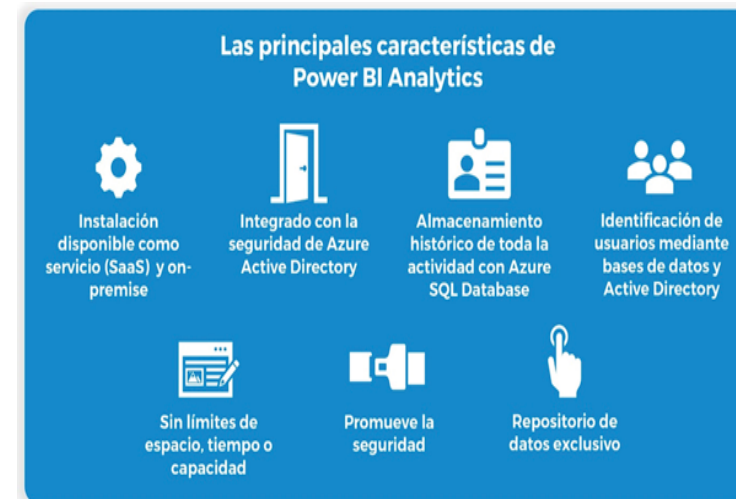 Las principales características de
Power BI Analytics
Instalación
disponible como
servicio (SaaS) y on-
premise
Integrado con la
seguridad de Azure
Active Directory
Almacenamiento
histórico de toda la
actividad con Azure
SQL Database
Identificación de
usuarios mediante
bases de datos y
Active Directory
Sin límites de
espacio, tiempo o
capacidad
Promueve la
seguridad
Repositorio de
datos exclusivo